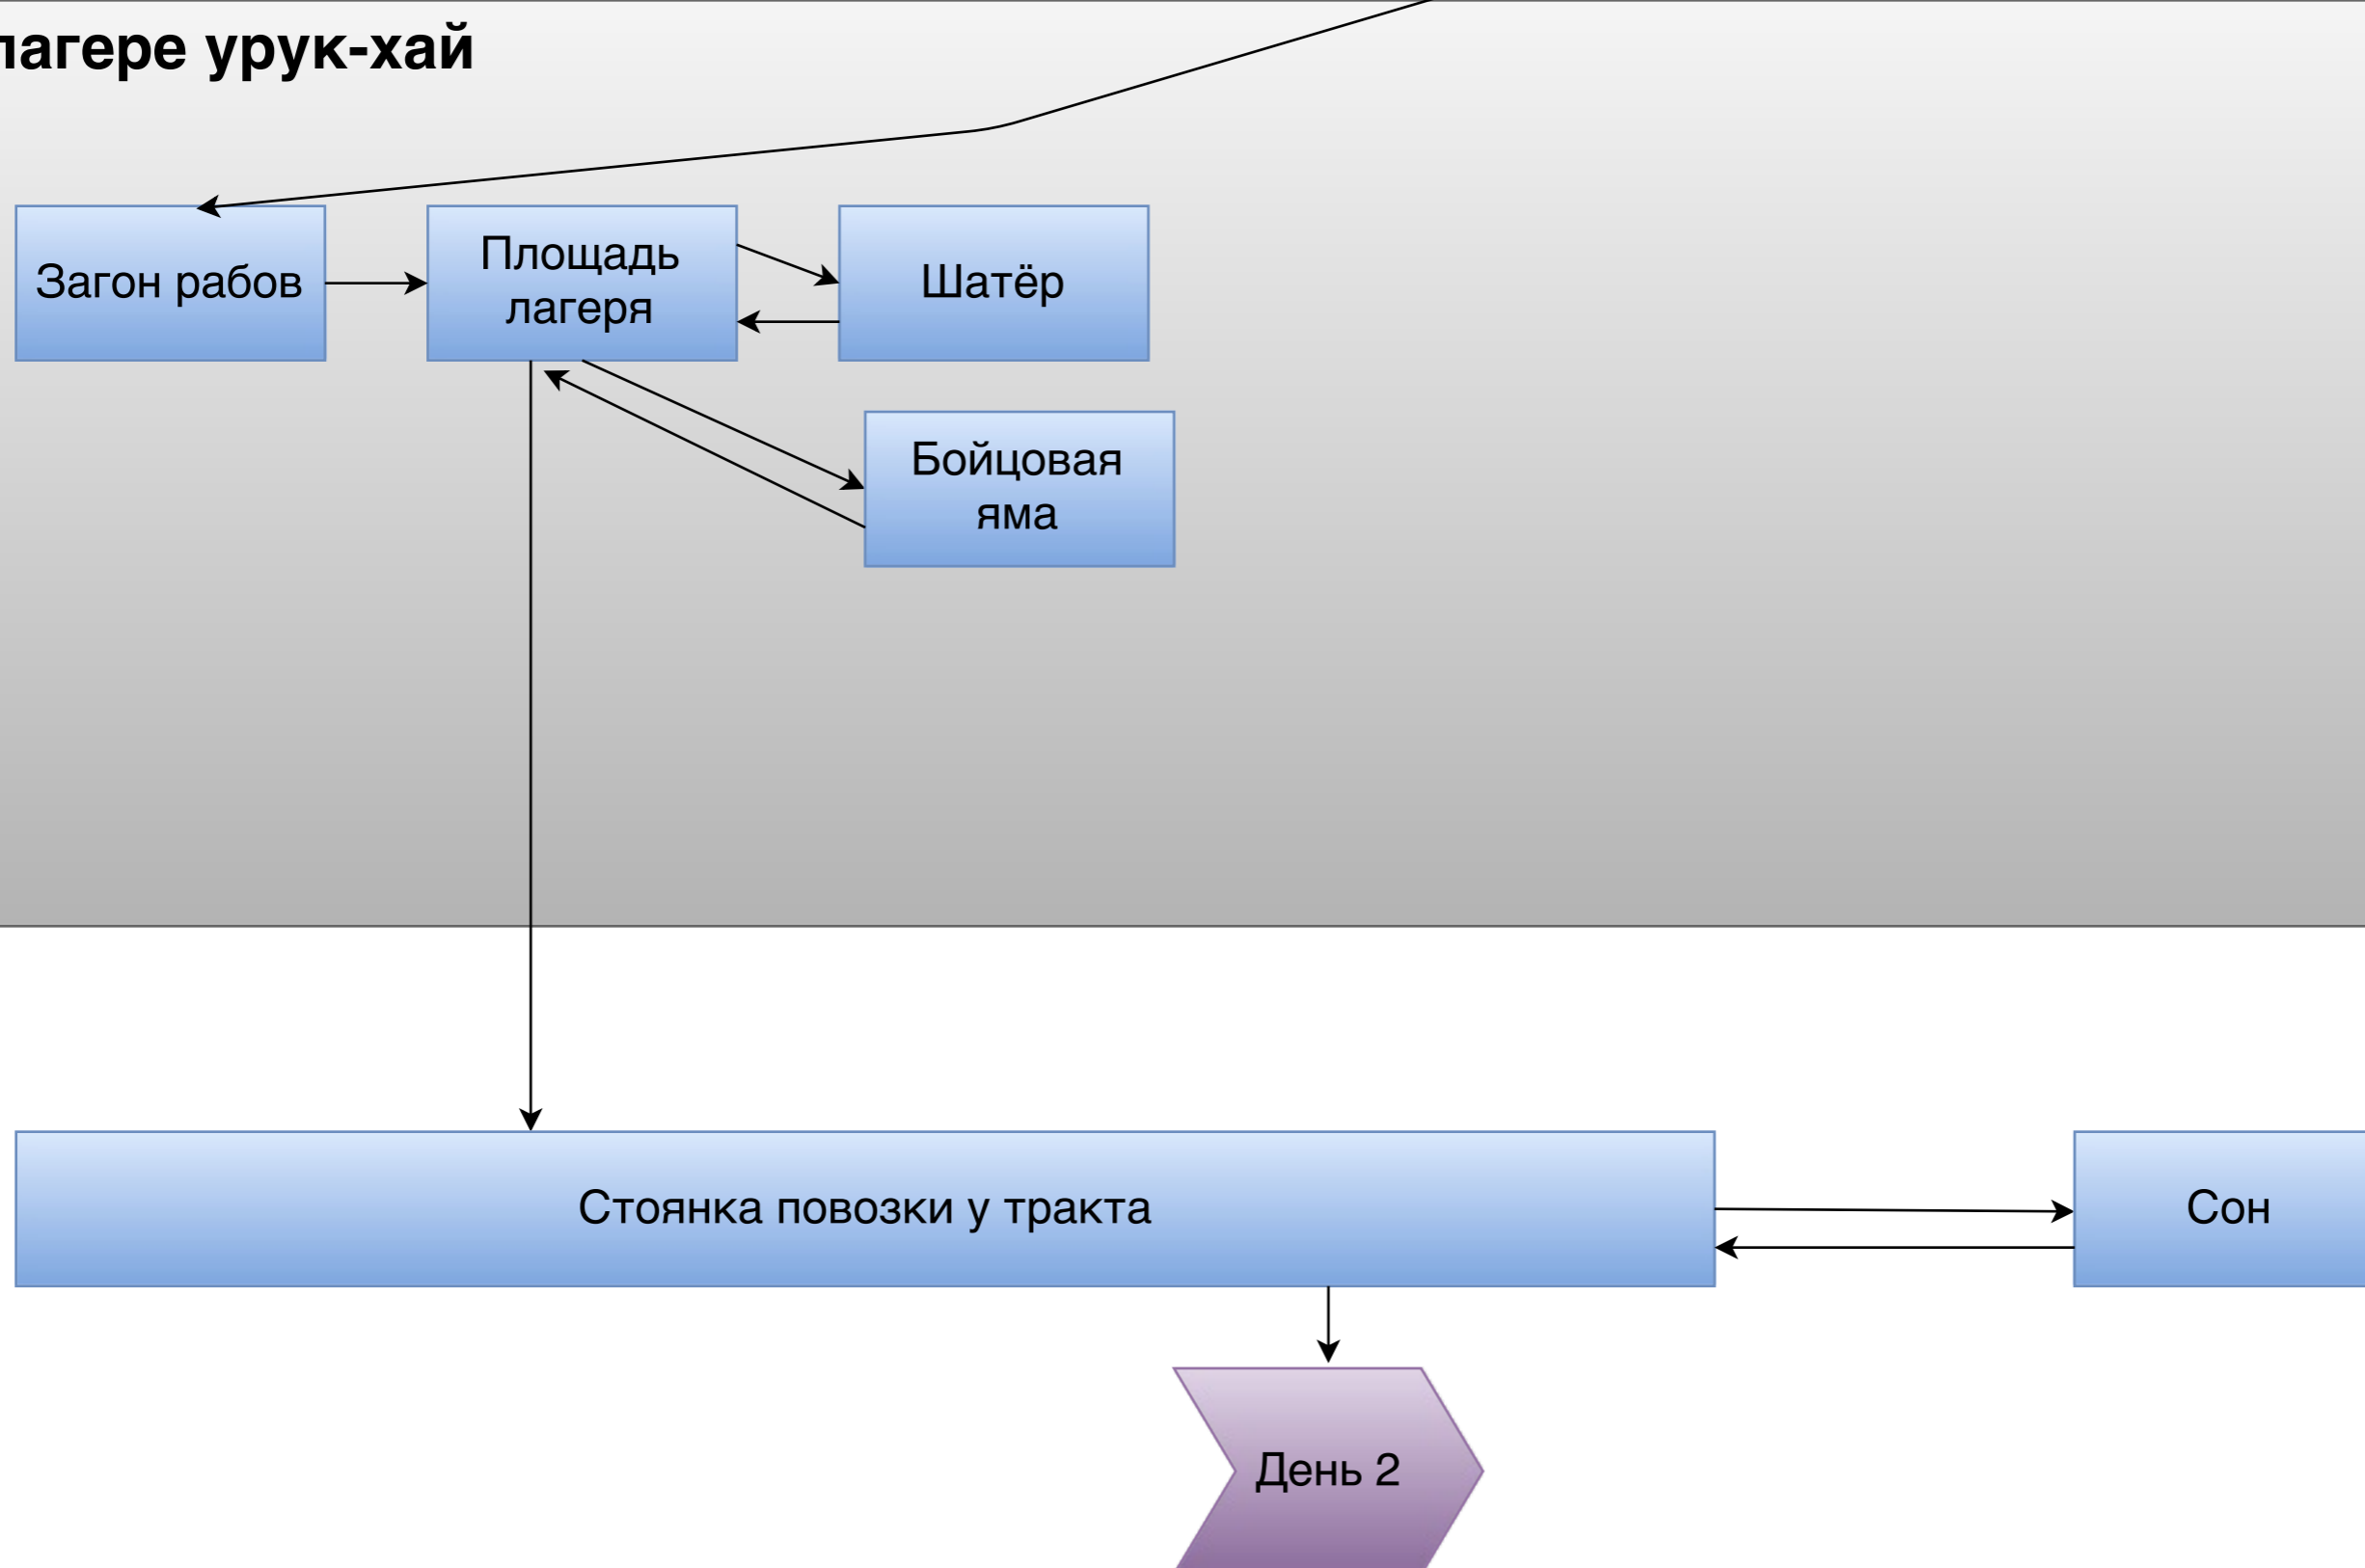 лагере урук-хай
Загон рабов
Площадь
лагеря
Шатёр
Бойцовая
яма
Стоянка повозки у тракта
Сон
День 2